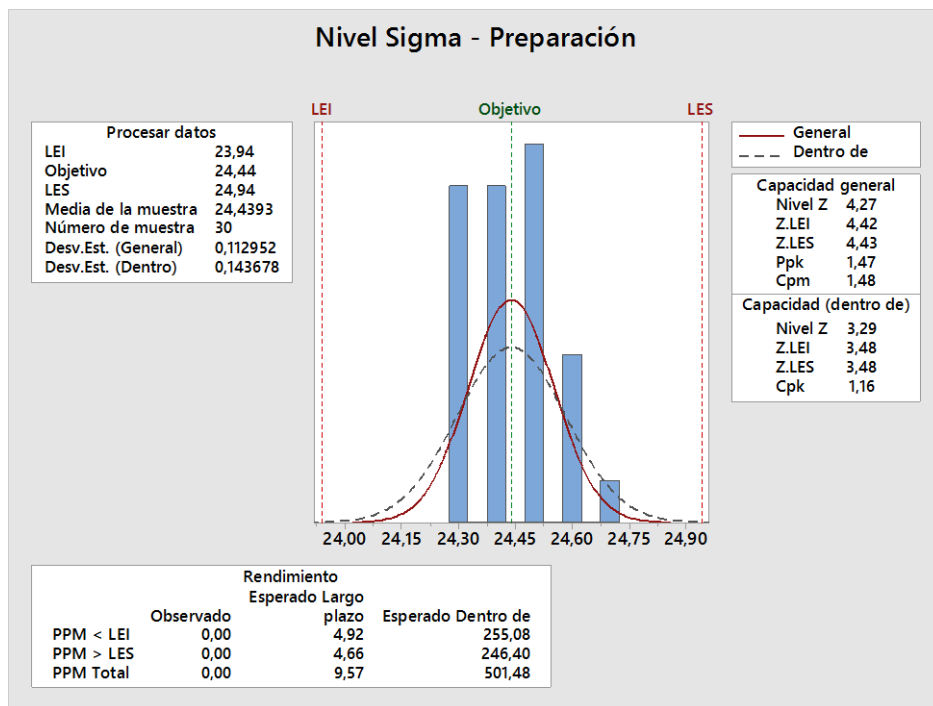 Nivel Sigma - Preparación
LEI Objetivo LES
Procesar datos
LEI 23,94
Objetivo 24,44
LES 24,94
Media de la muestra 24,4393
Número de muestra 30
Desv.Est. (General) 0,112952
Desv.Est. (Dentro) 0,143678
General
Dentro de
Capacidad general
Nivel Z 4,27
Z.LEI 4,42
Z.LES 4,43
Ppk 1,47
Cpm 1,48
Capacidad (dentro de)
Nivel Z 3,29
Z.LEI 3,48
Z.LES 3,48
Cpk 1,16
24,00 24,15 24,30 24,45 24,60 24,75 24,90
Rendimiento
Esperado Largo
Observado plazo Esperado Dentro de
PPM < LEI 0,00 4,92 255,08
PPM > LES 0,00 4,66 246,40
PPM Total 0,00 9,57 501,48